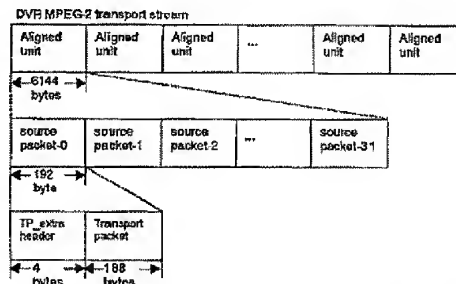 DVR MPEG-2 transport stream
Aligned unit Aligned unit Aligned unit ... Aligned unit Aligned unit
6144 bytes
source packet-0 source packet-1 source packet-2 ... source packet-31
192 byte
TP_extra header Transport packet
4 bytes 188 bytes